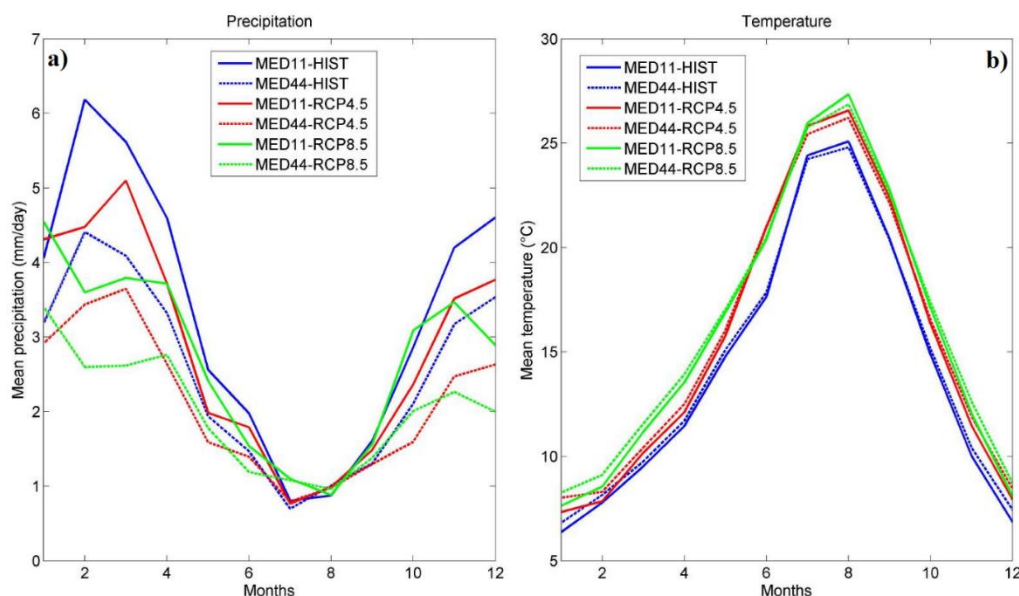 Precipitation
a)
MED11-HIST
MED44-HIST
MED11-RCP4.5
MED44-RCP4.5
MED11-RCP8.5
MED44-RCP8.5
Mean precipitation (mm/day)
7
6
5
4
3
2
1
0
2
4
6
8
10
12
Months
Temperature
b)
MED11-HIST
MED44-HIST
MED11-RCP4.5
MED44-RCP4.5
MED11-RCP8.5
MED44-RCP8.5
Mean temperature (°C)
30
25
20
15
10
5
2
4
6
8
10
12
Months